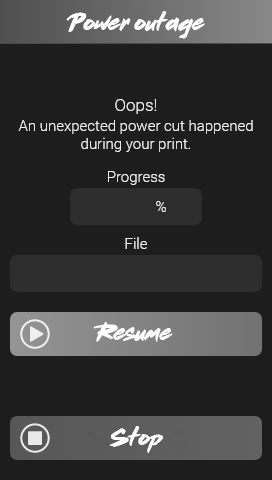 Power outage
Oops!
An unexpected power cut happened
during your print.
Progress
%
File
Resume
Stop